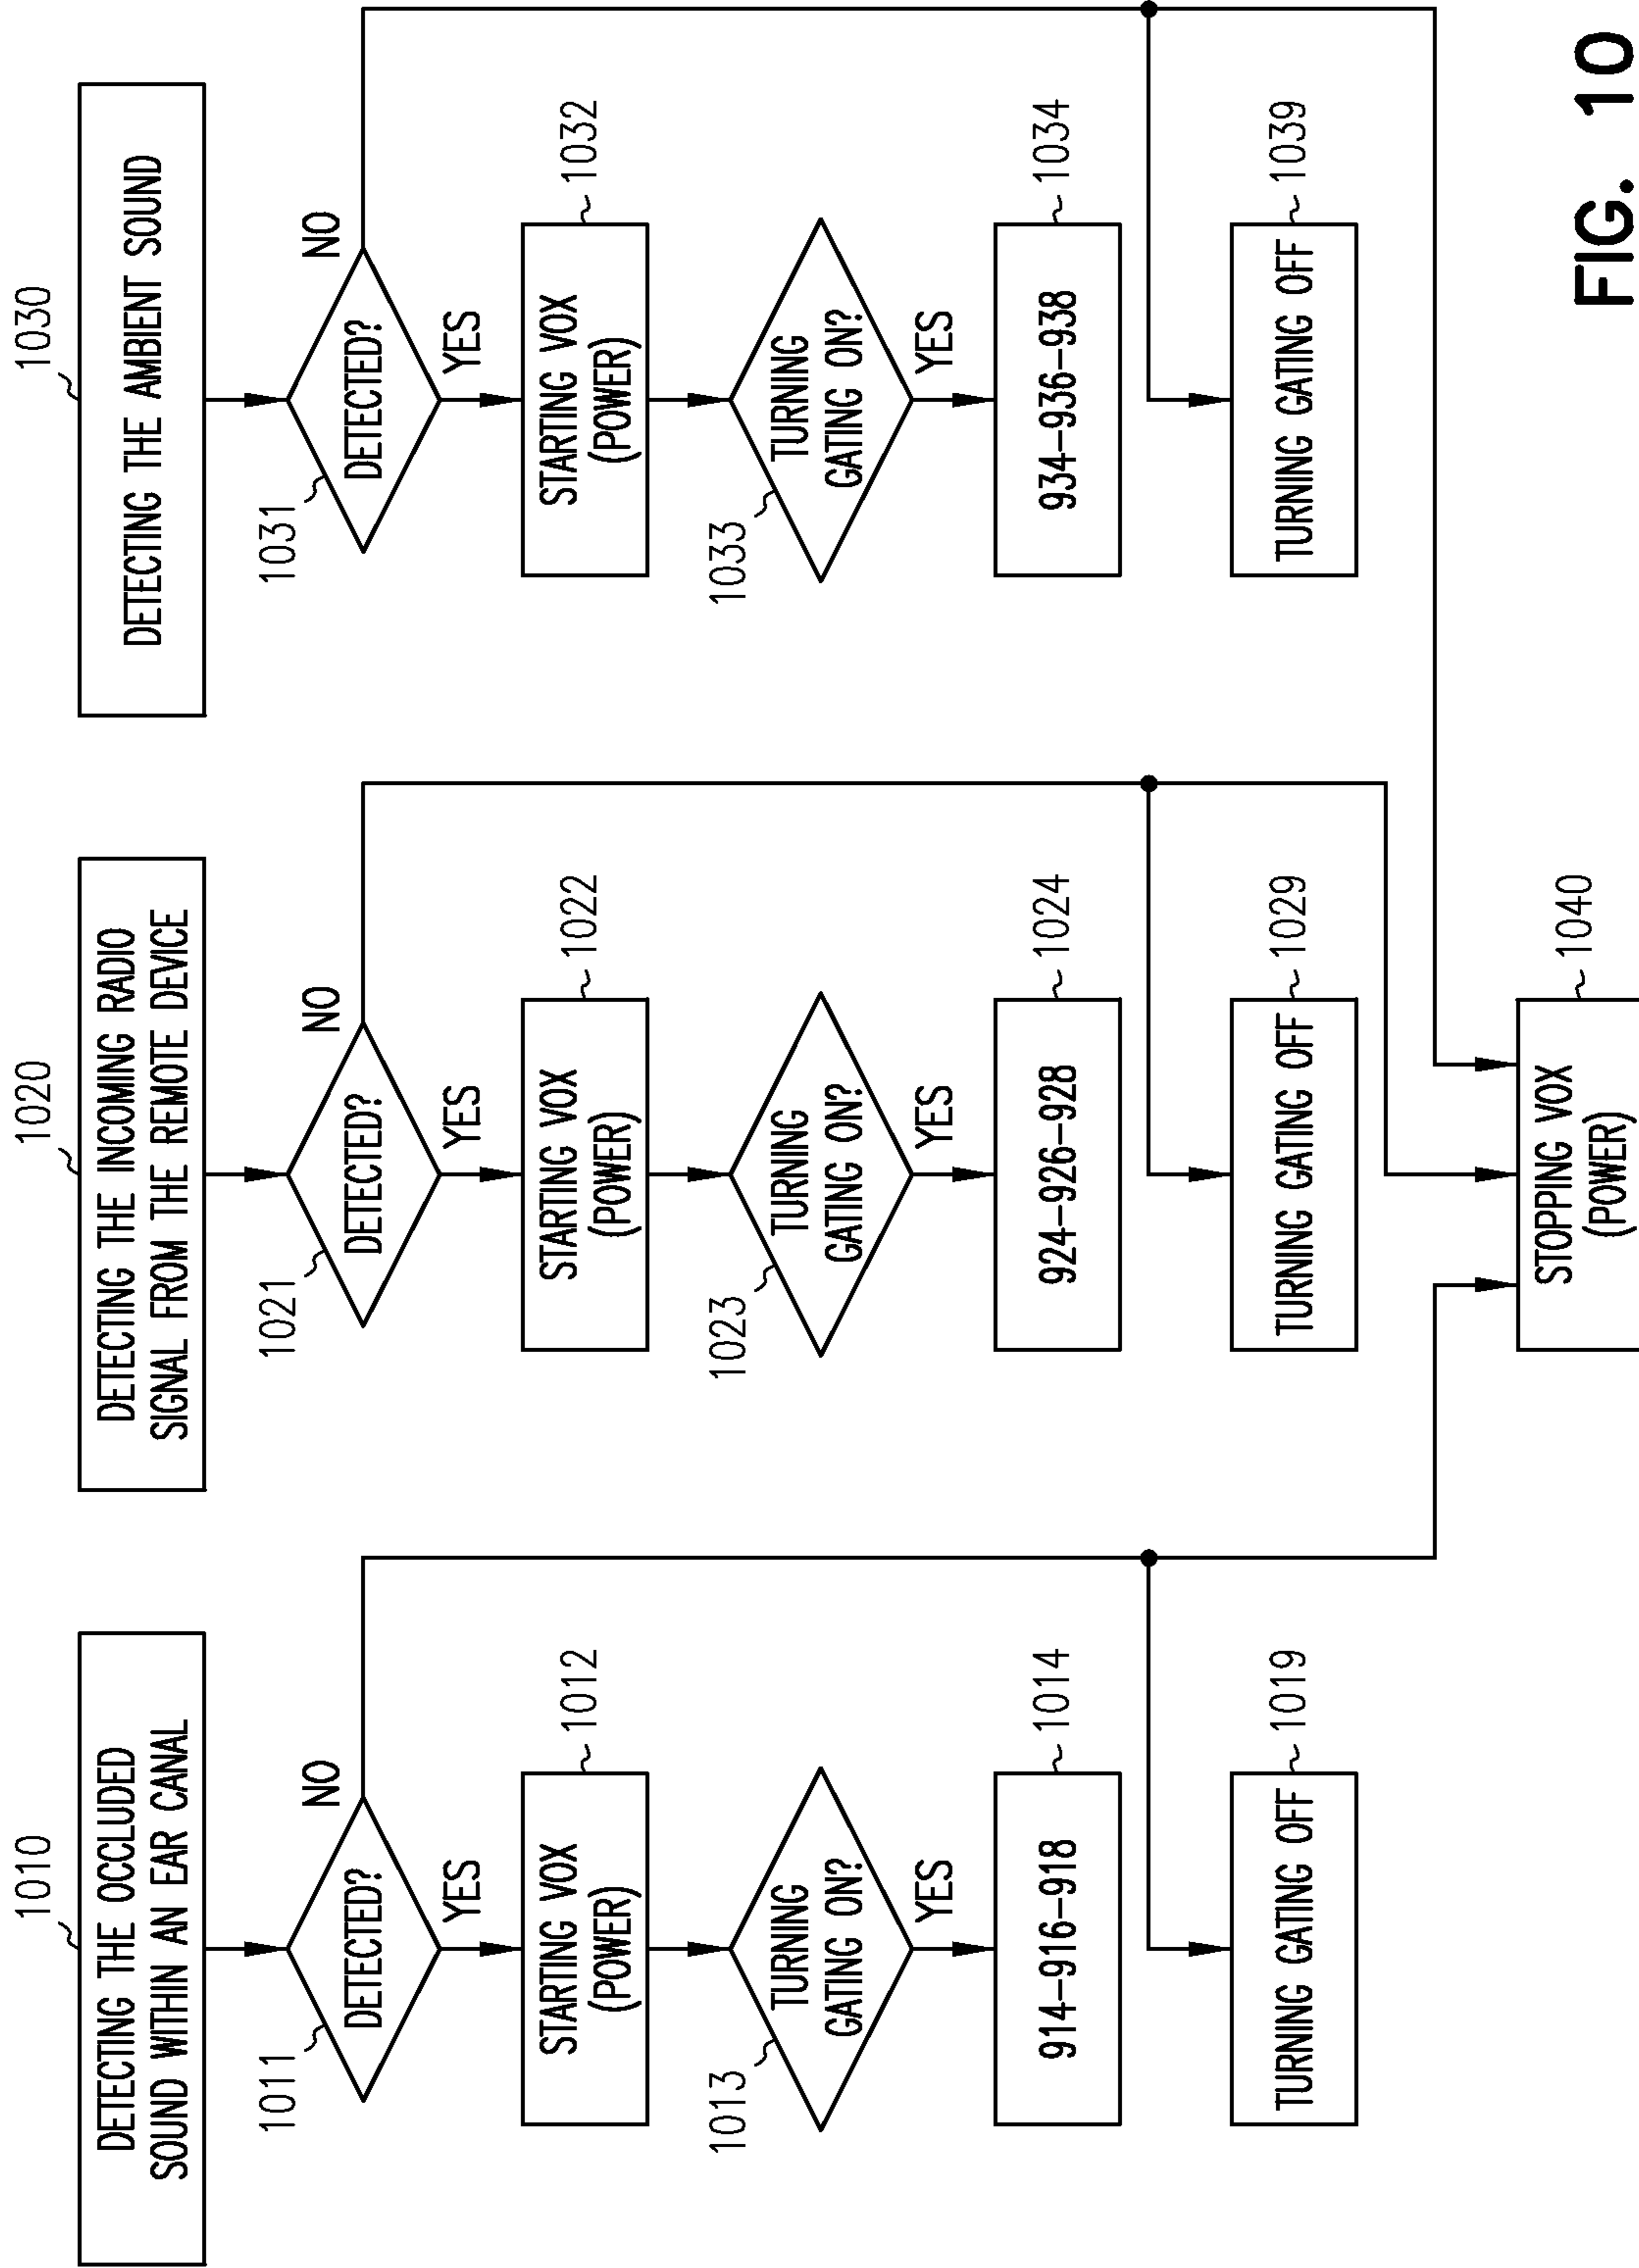 1010
DETECTING THE OCCLUDED
SOUND WITHIN AN EAR CANAL
1011
DETECTED?
NO
YES
STARTING VOX
(POWER)
1012
1013
TURNING
GATING ON?
YES
914-916-918
1014
TURNING GATING OFF
1019
1020
DETECTING THE INCOMING RADIO
SIGNAL FROM THE REMOTE DEVICE
1021
DETECTED?
NO
YES
STARTING VOX
(POWER)
1022
1023
TURNING
GATING ON?
YES
924-926-928
1024
TURNING GATING OFF
1029
1030
DETECTING THE AMBIENT SOUND
1031
DETECTED?
NO
YES
STARTING VOX
(POWER)
1032
1033
TURNING
GATING ON?
YES
934-936-938
1034
TURNING GATING OFF
1039
STOPPING VOX
(POWER)
1040
FIG. 10